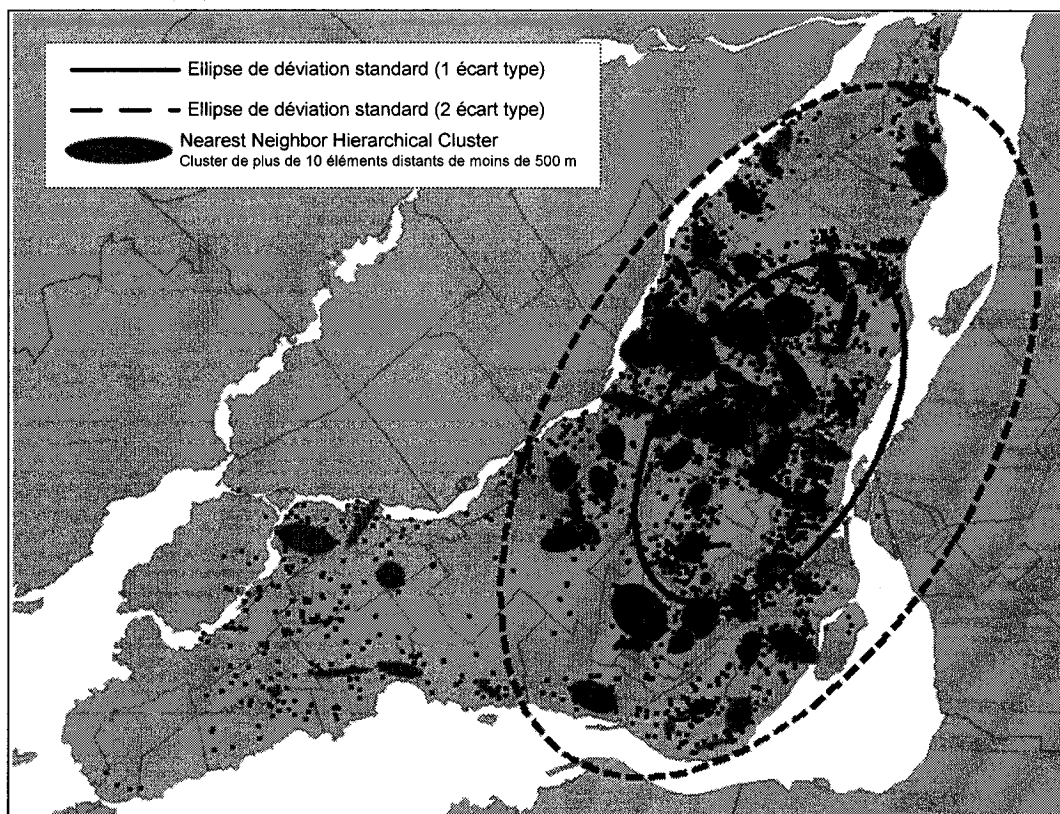 Ellipse de déviation standard (1 écart type)
Ellipse de déviation standard (2 écart type)
Nearest Neighbor Hierarchical Cluster
Cluster de plus de 10 éléments distants de moins de 500 m